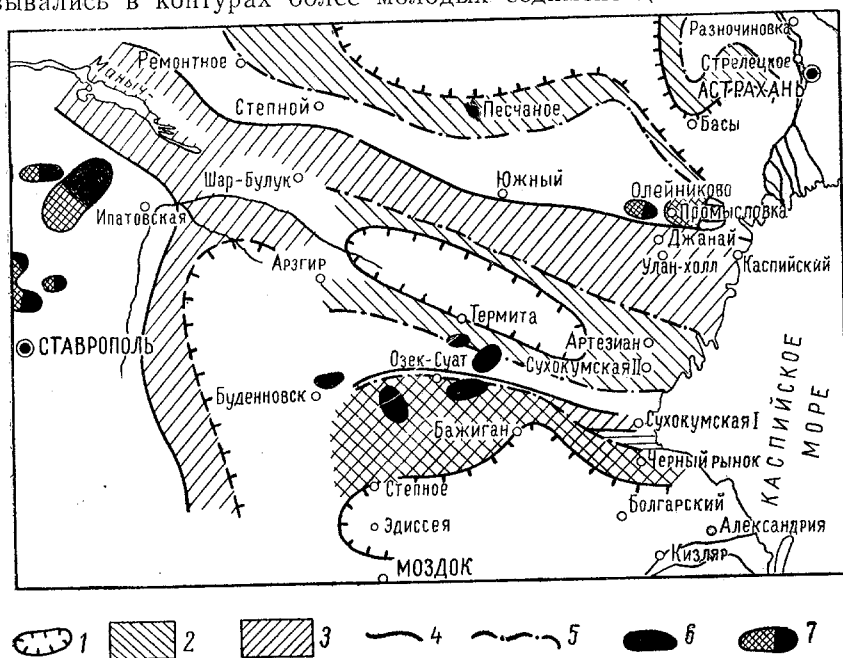 зывались в контурах более молодых
Разночиновка
Ремонтное
Стрелецкое
Маныч
АСТРАХАНЬ
Степной
Песчаное
Басы
Шар-Булук
Южный
Олейниково
Ипатовская
Промысловка
Джанай
Арзгир
Улан-холл
Каспийский
Термита
СТАВРОПОЛЬ
Артезиан
Озек-Суат
Сухокумская II
Буденновск
Сухокумская I
Бажиган
Черный рынок
КАСПИЙСКОЕ
МОРЕ
Степное
Болгарский
Эдиссея
Александрия
Кизляр
МОЗДОК
1 2 3 4 5 6 7